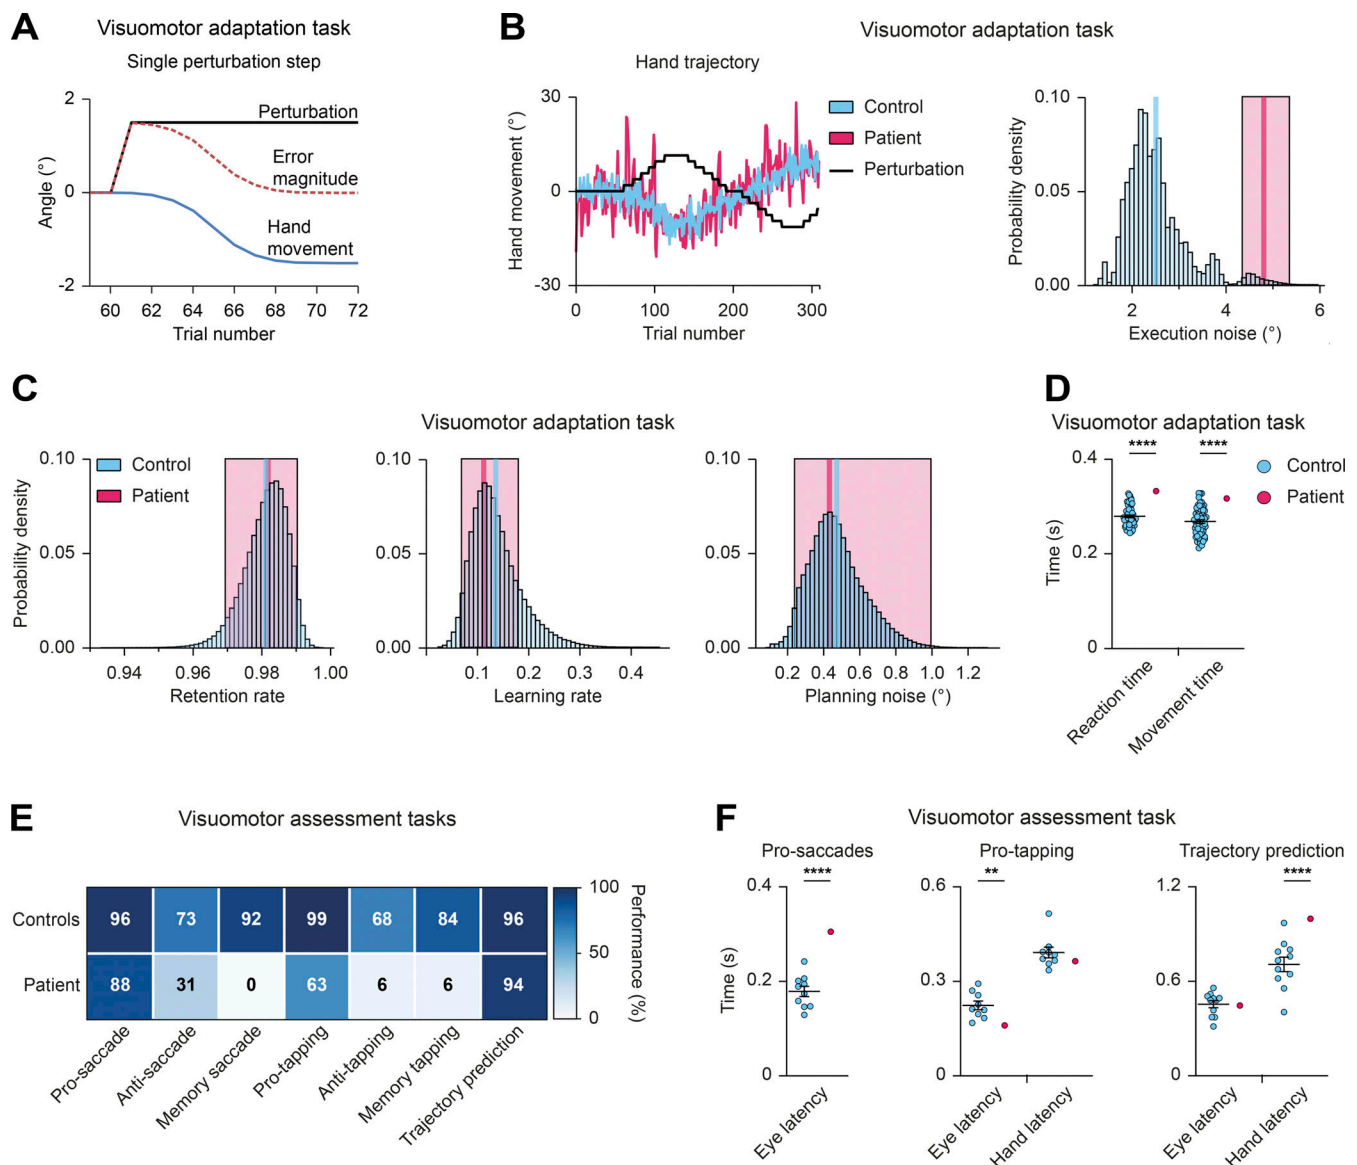 A
Visuomotor adaptation task
Single perturbation step
2
0
-2
Angle (°)
Perturbation
Error
magnitude
Hand
movement
60 62 64 66 68 70 72
Trial number
B
Visuomotor adaptation task
Hand trajectory
30
0
-30
Hand movement (°)
Control
Patient
Perturbation
0 100 200 300
Trial number
0.10
0.05
0.00
Probability density
2 4 6
Execution noise (°)
C
Visuomotor adaptation task
Control
Patient
0.10
0.05
0.00
Probability density
0.94 0.96 0.98 1.00
Retention rate
0.10
0.05
0.00
0.1 0.2 0.3 0.4
Learning rate
0.10
0.05
0.00
0.2 0.4 0.6 0.8 1.0 1.2
Planning noise (°)
D
Visuomotor adaptation task
**** ****
0.4
0.2
0
Time (s)
Control
Patient
Reaction time
Movement time
E
Visuomotor assessment tasks
Controls 96 73 92 99 68 84 96
Patient 88 31 0 63 6 6 94
100
50
0
Performance (%)
Pro-saccade
Anti-saccade
Memory saccade
Pro-tapping
Anti-tapping
Memory tapping
Trajectory prediction
F
Visuomotor assessment task
Pro-saccades
****
0.4
0.2
0
Time (s)
Eye latency
Pro-tapping
**
0.6
0.3
0
Eye latency
Hand latency
Trajectory prediction
****
1.2
0.6
0
Eye latency
Hand latency